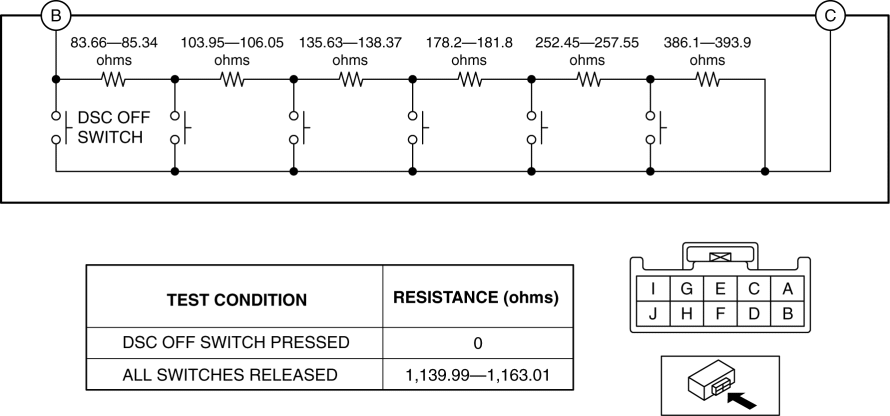 B
C
83.66—85.34 ohms
103.95—106.05 ohms
135.63—138.37 ohms
178.2—181.8 ohms
252.45—257.55 ohms
386.1—393.9 ohms
DSC OFF
SWITCH
TEST CONDITION RESISTANCE (ohms)
DSC OFF SWITCH PRESSED 0
ALL SWITCHES RELEASED 1,139.99—1,163.01
I G E C A
J H F D B